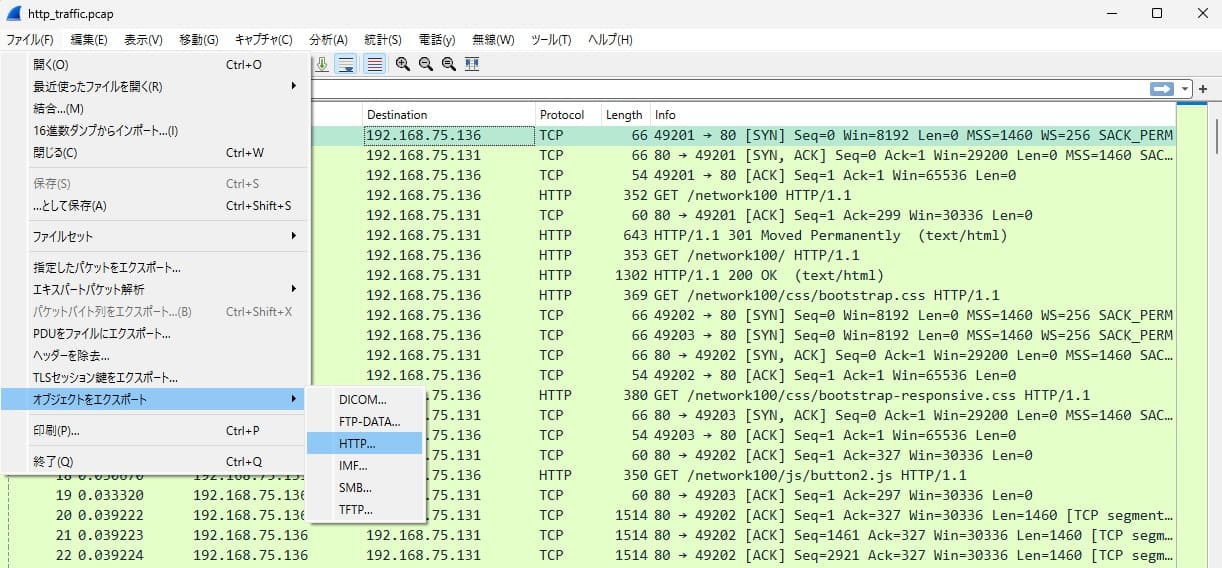 http_traffic.pcap
ファイル(F) 編集(E) 表示(V) 移動(G) キャプチャ(C) 分析(A) 統計(S) 電話(y) 無線(W) ツール(T) ヘルプ(H)
開く(O) Ctrl+O
最近使ったファイルを開く(R)
結合...(M)
16進数ダンプからインポート...(I)
閉じる(C) Ctrl+W
保存(S) Ctrl+S
...として保存(A) Ctrl+Shift+S
ファイルセット
指定したパケットをエクスポート...
エキスパートパケット解析
パケットバイト列をエクスポート...(B) Ctrl+Shift+X
PDUをファイルにエクスポート...
ヘッダーを除去...
TLSセッション鍵をエクスポート...
オブジェクトをエクスポート
印刷(P)... Ctrl+P
終了(Q) Ctrl+Q
DICOM...
FTP-DATA...
HTTP...
IMF...
SMB...
TFTP...
Destination Protocol Length Info
192.168.75.136 TCP 66 49201 → 80 [SYN] Seq=0 Win=8192 Len=0 MSS=1460 WS=256 SACK_PERM
192.168.75.131 TCP 66 80 → 49201 [SYN, ACK] Seq=0 Ack=1 Win=29200 Len=0 MSS=1460 SAC…
192.168.75.136 TCP 54 49201 → 80 [ACK] Seq=1 Ack=1 Win=65536 Len=0
192.168.75.136 HTTP 352 GET /network100 HTTP/1.1
192.168.75.131 TCP 60 80 → 49201 [ACK] Seq=1 Ack=299 Win=30336 Len=0
192.168.75.131 HTTP 643 HTTP/1.1 301 Moved Permanently (text/html)
192.168.75.136 HTTP 353 GET /network100/ HTTP/1.1
192.168.75.131 HTTP 1302 HTTP/1.1 200 OK (text/html)
192.168.75.136 HTTP 369 GET /network100/css/bootstrap.css HTTP/1.1
192.168.75.136 TCP 66 49202 → 80 [SYN] Seq=0 Win=8192 Len=0 MSS=1460 WS=256 SACK_PERM
192.168.75.136 TCP 66 49203 → 80 [SYN] Seq=0 Win=8192 Len=0 MSS=1460 WS=256 SACK_PERM
192.168.75.131 TCP 66 80 → 49202 [SYN, ACK] Seq=0 Ack=1 Win=29200 Len=0 MSS=1460 SAC…
192.168.75.136 TCP 54 49202 → 80 [ACK] Seq=1 Ack=1 Win=65536 Len=0
192.168.75.136 HTTP 380 GET /network100/css/bootstrap-responsive.css HTTP/1.1
TCP 66 80 → 49203 [SYN, ACK] Seq=0 Ack=1 Win=29200 Len=0 MSS=1460 SAC…
TCP 54 49203 → 80 [ACK] Seq=1 Ack=1 Win=65536 Len=0
TCP 60 80 → 49202 [ACK] Seq=1 Ack=327 Win=30336 Len=0
HTTP 350 GET /network100/js/button2.js HTTP/1.1
19 0.033320 192.168.75.136 TCP 60 80 → 49203 [ACK] Seq=1 Ack=297 Win=30336 Len=0
20 0.039222 192.168.75.136 TCP 1514 80 → 49202 [ACK] Seq=1 Ack=327 Win=30336 Len=1460 [TCP segment…
21 0.039223 192.168.75.136 192.168.75.131 TCP 1514 80 → 49202 [ACK] Seq=1461 Ack=327 Win=30336 Len=1460 [TCP segm…
22 0.039224 192.168.75.136 192.168.75.131 TCP 1514 80 → 49202 [ACK] Seq=2921 Ack=327 Win=30336 Len=1460 [TCP segm…